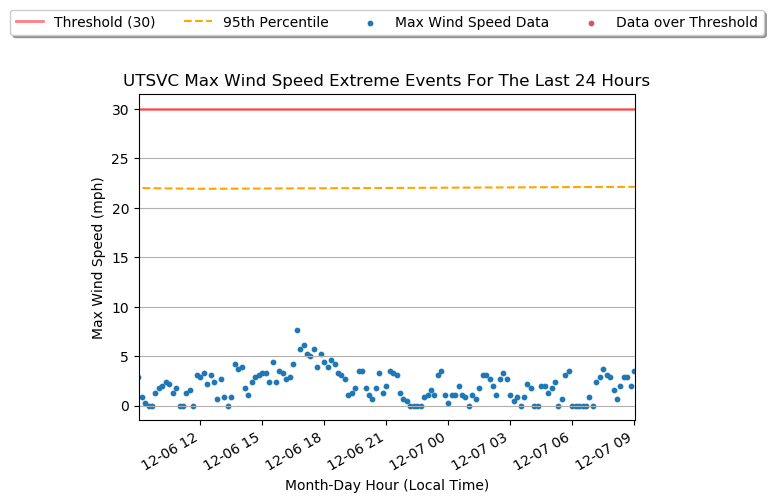 Threshold (30) 95th Percentile Max Wind Speed Data Data over Threshold
UTSVC Max Wind Speed Extreme Events For The Last 24 Hours
Max Wind Speed (mph)
30
25
20
15
10
5
0
12-06 12 12-06 15 12-06 18 12-06 21 12-07 00 12-07 03 12-07 06 12-07 09
Month-Day Hour (Local Time)